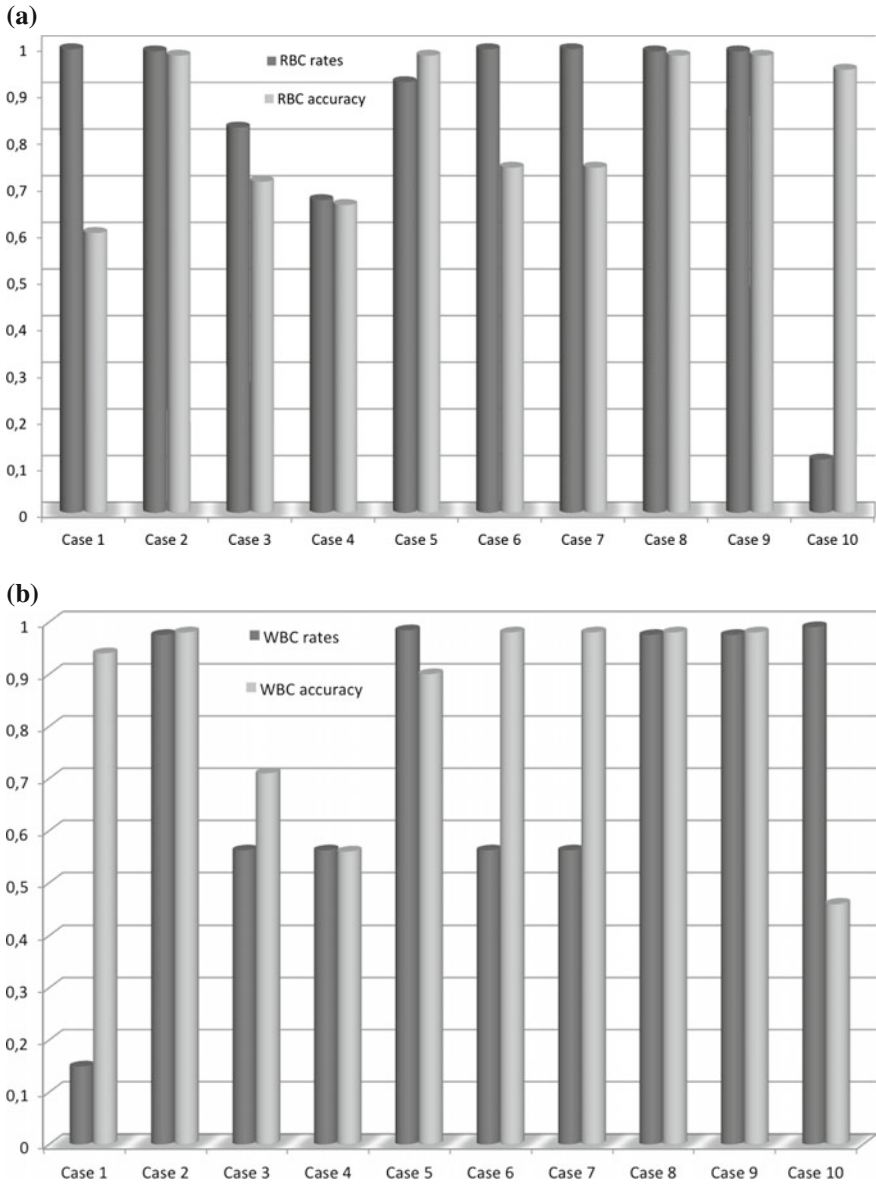 (a)
1
RBC rates
0,9
RBC accuracy
0,8
0,7
0,6
0,5
0,4
0,3
0,2
0,1
0
Case 1 Case 2 Case 3 Case 4 Case 5 Case 6 Case 7 Case 8 Case 9 Case 10
(b)
1
WBC rates
0,9
WBC accuracy
0,8
0,7
0,6
0,5
0,4
0,3
0,2
0,1
0
Case 1 Case 2 Case 3 Case 4 Case 5 Case 6 Case 7 Case 8 Case 9 Case 10